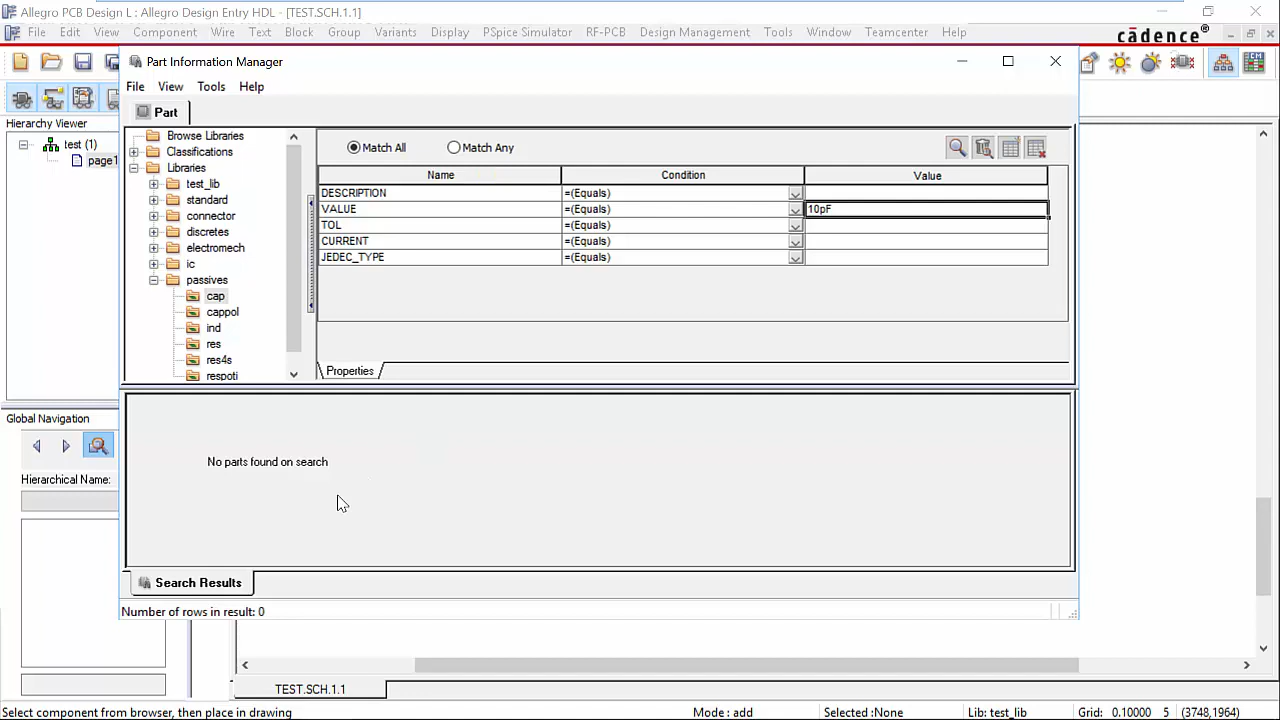 Allegro PCB Design L : Allegro Design Entry HDL - [TEST.SCH.1.1]
File Edit View Component Wire Text Block Group Variants Display PSpice Simulator RF-PCB Design Management Tools Window Teamcenter Help
cādence®
Part Information Manager
File View Tools Help
Part
Hierarchy Viewer
test (1)
page1
Browse Libraries
Classifications
Libraries
test_lib
standard
connector
discretes
electromech
ic
passives
cap
cappol
ind
res
res4s
respoti
Match All Match Any
Name Condition Value
DESCRIPTION =(Equals)
VALUE =(Equals) 10pF
TOL =(Equals)
CURRENT =(Equals)
JEDEC_TYPE =(Equals)
Properties
Global Navigation
Hierarchical Name:
No parts found on search
Search Results
Number of rows in result: 0
TEST.SCH.1.1
Select component from browser, then place in drawing Mode : add Selected :None Lib: test_lib Grid: 0.10000 5 (3748,1964)